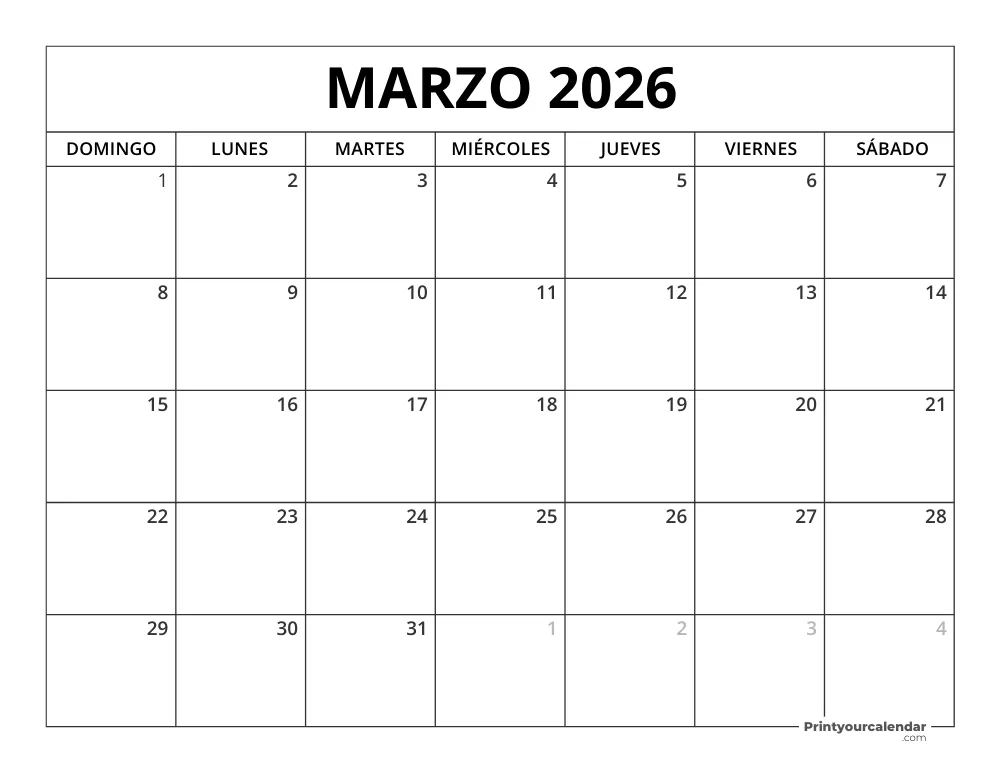 MARZO 2026
DOMINGO LUNES MARTES MIÉRCOLES JUEVES VIERNES SÁBADO
1 2 3 4 5 6 7
8 9 10 11 12 13 14
15 16 17 18 19 20 21
22 23 24 25 26 27 28
29 30 31 1 2 3 4
Printyourcalendar
.com